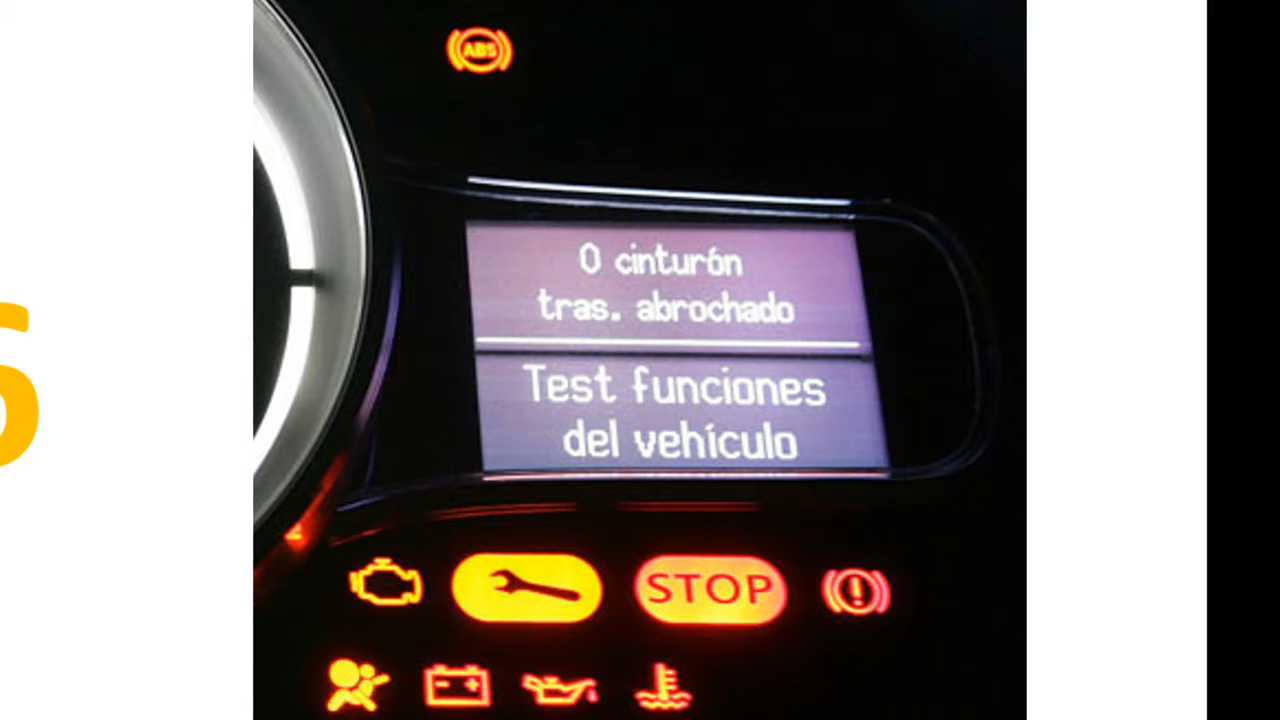 ABS
0 cinturón
tras. abrochado
Test funciones
del vehículo
STOP